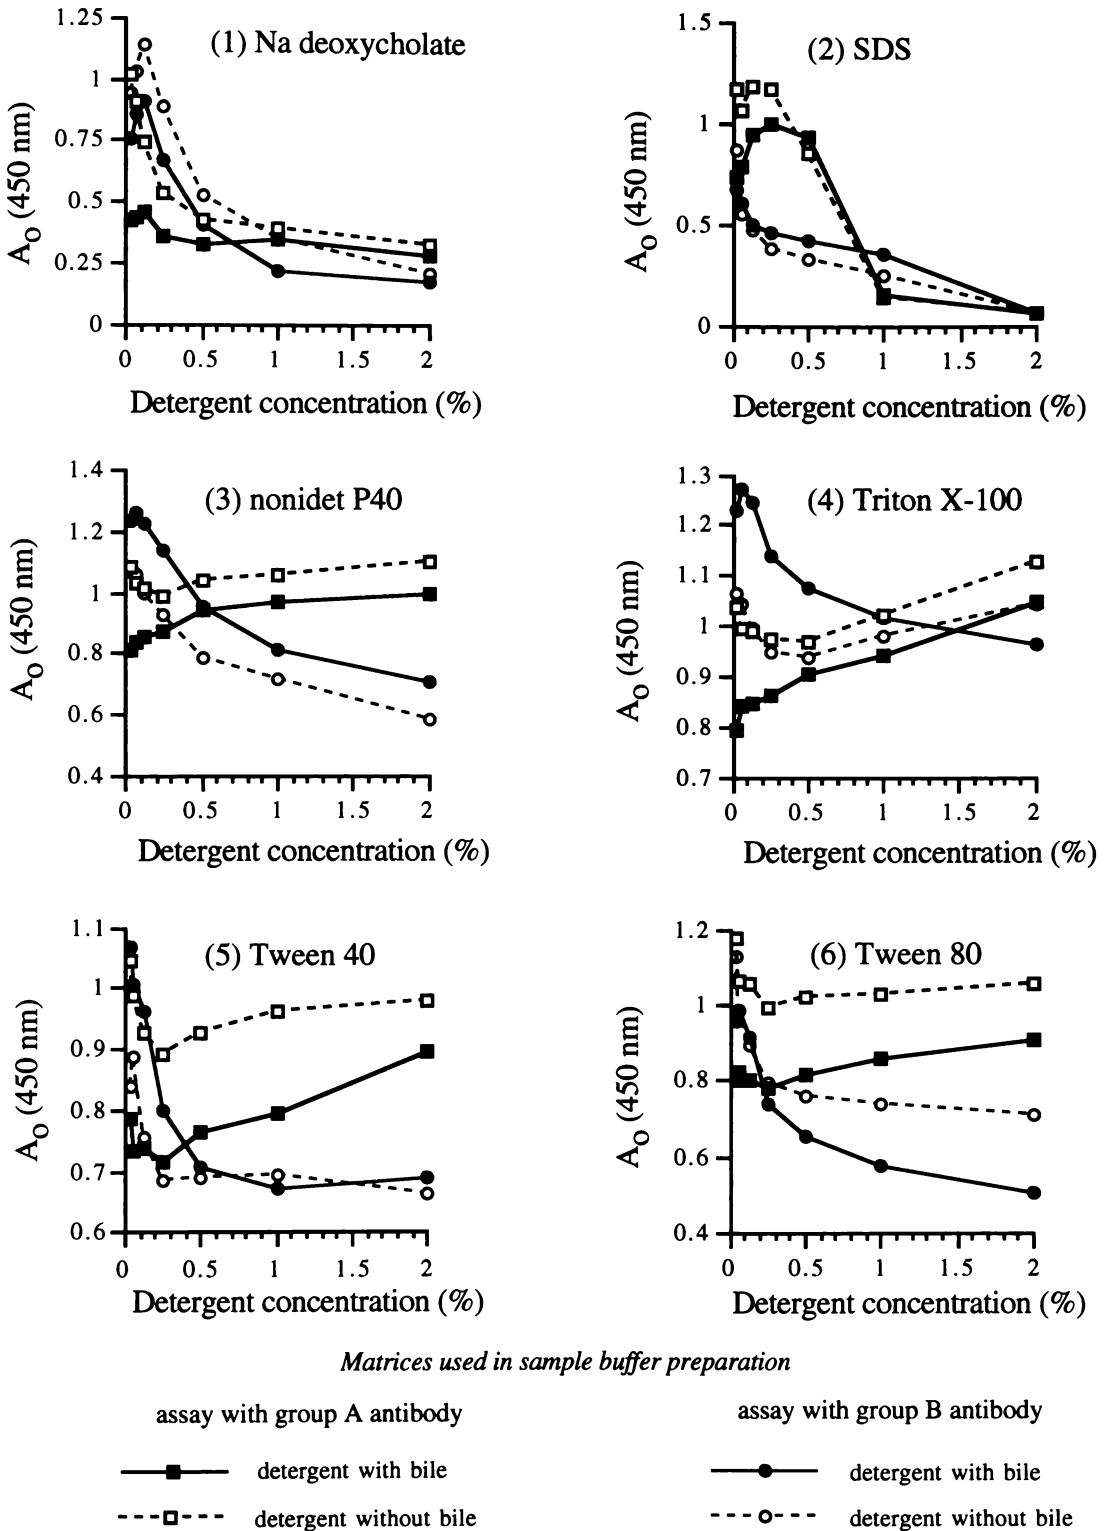 (1) Na deoxycholate
1.25
1
0.75
0.5
0.25
0
A₀ (450 nm)
0 0.5 1 1.5 2
Detergent concentration (%)
(2) SDS
1.5
1
0.5
0
A₀ (450 nm)
0 0.5 1 1.5 2
Detergent concentration (%)
(3) nonidet P40
1.4
1.2
1
0.8
0.6
0.4
A₀ (450 nm)
0 0.5 1 1.5 2
Detergent concentration (%)
(4) Triton X-100
1.3
1.2
1.1
1
0.9
0.8
0.7
A₀ (450 nm)
0 0.5 1 1.5 2
Detergent concentration (%)
(5) Tween 40
1.1
1
0.9
0.8
0.7
0.6
A₀ (450 nm)
0 0.5 1 1.5 2
Detergent concentration (%)
(6) Tween 80
1.2
1
0.8
0.6
0.4
A₀ (450 nm)
0 0.5 1 1.5 2
Detergent concentration (%)
Matrices used in sample buffer preparation
assay with group A antibody
detergent with bile
detergent without bile
assay with group B antibody
detergent with bile
detergent without bile